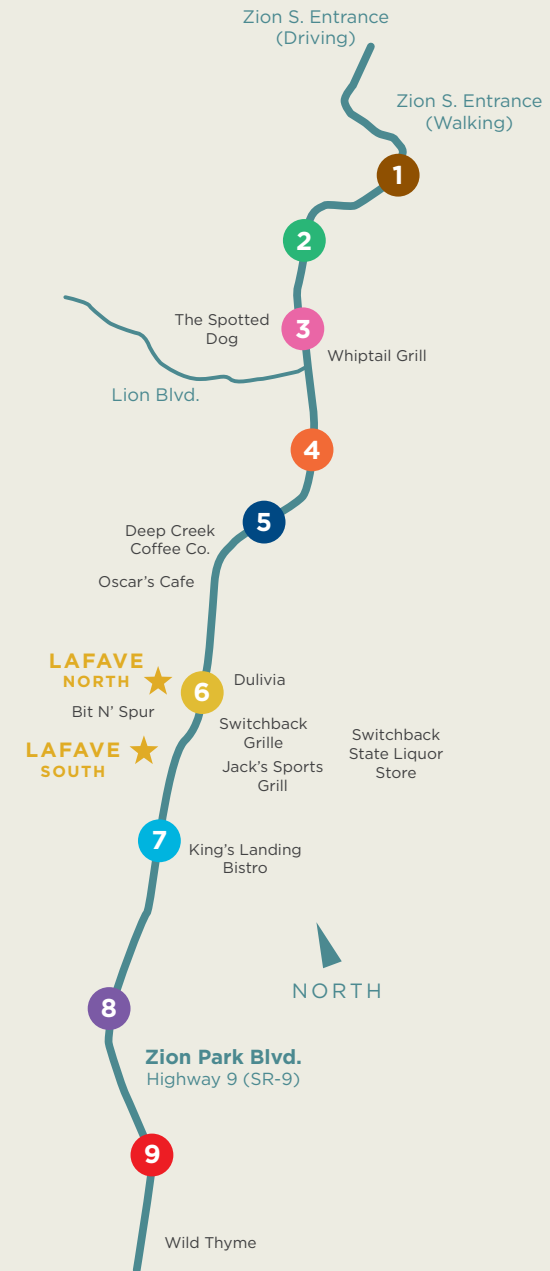 Zion S. Entrance
(Driving)
Zion S. Entrance
(Walking)
1
2
The Spotted
Dog
3
Whiptail Grill
Lion Blvd.
4
5
Deep Creek
Coffee Co.
Oscar's Cafe
LAFAVE
NORTH
6
Dulivia
Bit N' Spur
Switchback
Grille
Switchback
State Liquor
Store
LAFAVE
SOUTH
Jack's Sports
Grill
7
King's Landing
Bistro
NORTH
8
Zion Park Blvd.
Highway 9 (SR-9)
9
Wild Thyme